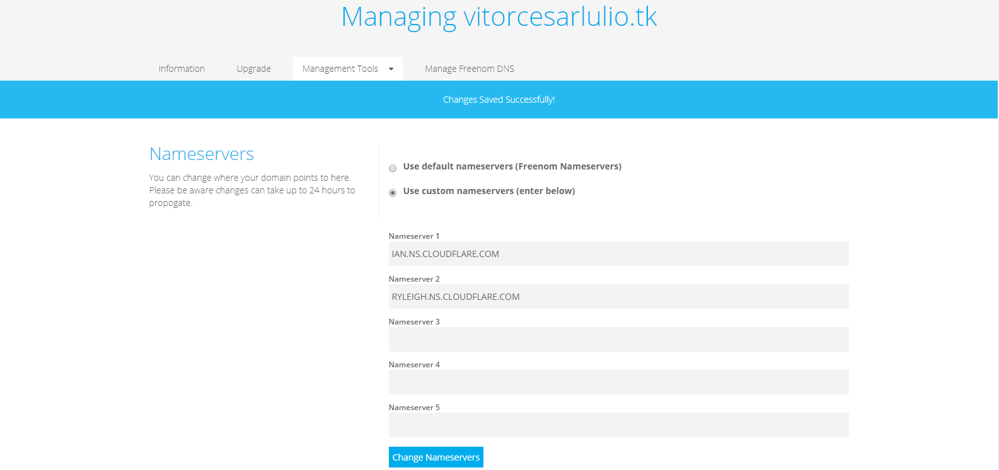 Managing vitorcesarlulio.tk
Information
Upgrade
Management Tools
Manage Freenom DNS
Changes Saved Successfully!
Nameservers
You can change where your domain points to here.
Please be aware changes can take up to 24 hours to
propogate.
Use default nameservers (Freenom Nameservers)
Use custom nameservers (enter below)
Nameserver 1
IAN.NS.CLOUDFLARE.COM
Nameserver 2
RYLEIGH.NS.CLOUDFLARE.COM
Nameserver 3
Nameserver 4
Nameserver 5
Change Nameservers